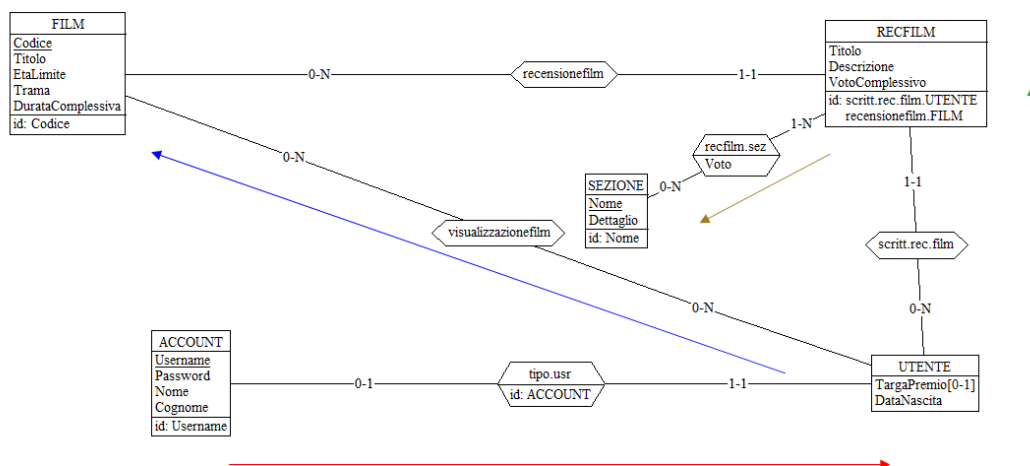 FILM
Codice
Titolo
EtaLimite
Trama
DurataComplessiva
id: Codice
0-N
recensionefilm
1-1
RECFILM
Titolo
Descrizione
VotoComplessivo
id: scritt.rec.film.UTENTE
recensionefilm.FILM
1-N
recfilm.sez
Voto
0-N
SEZIONE
Nome
Dettaglio
id: Nome
1-1
scritt.rec.film
0-N
0-N
visualizzazionefilm
0-N
ACCOUNT
Username
Password
Nome
Cognome
id: Username
0-1
tipo.usr
id: ACCOUNT
1-1
UTENTE
TargaPremio[0-1]
DataNascita